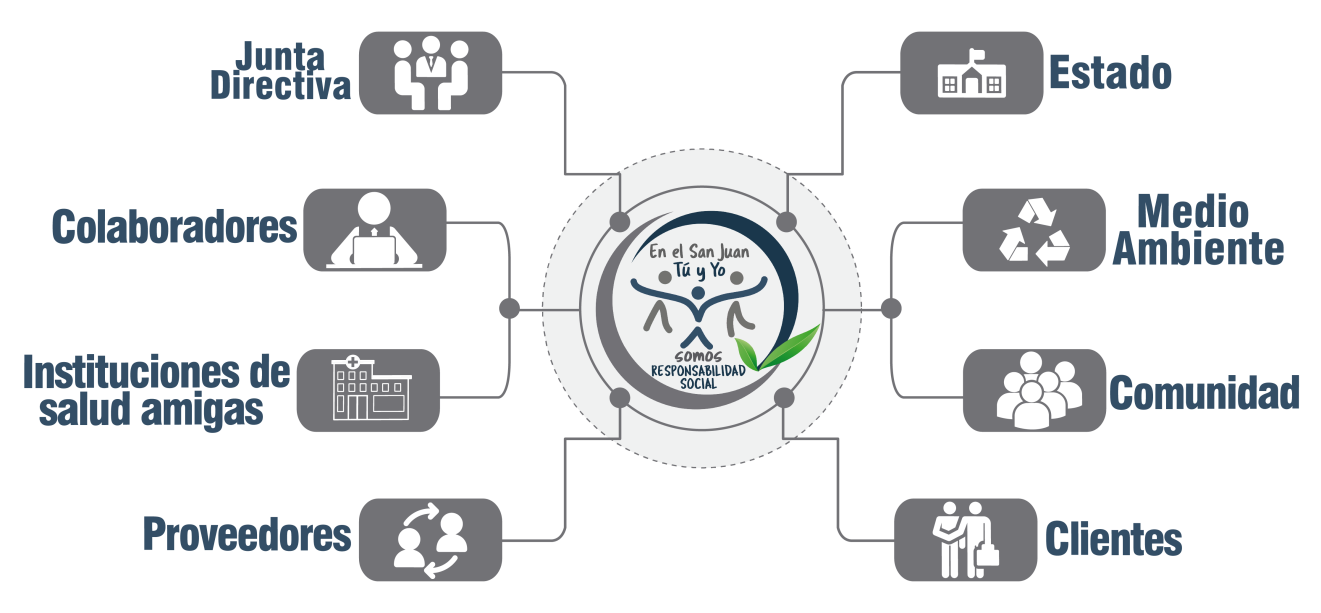 Junta
Directiva
Colaboradores
Instituciones de
salud amigas
Proveedores
En el San Juan
Tú y Yo
somos
RESPONSABILIDAD
SOCIAL
Estado
Medio
Ambiente
Comunidad
Clientes